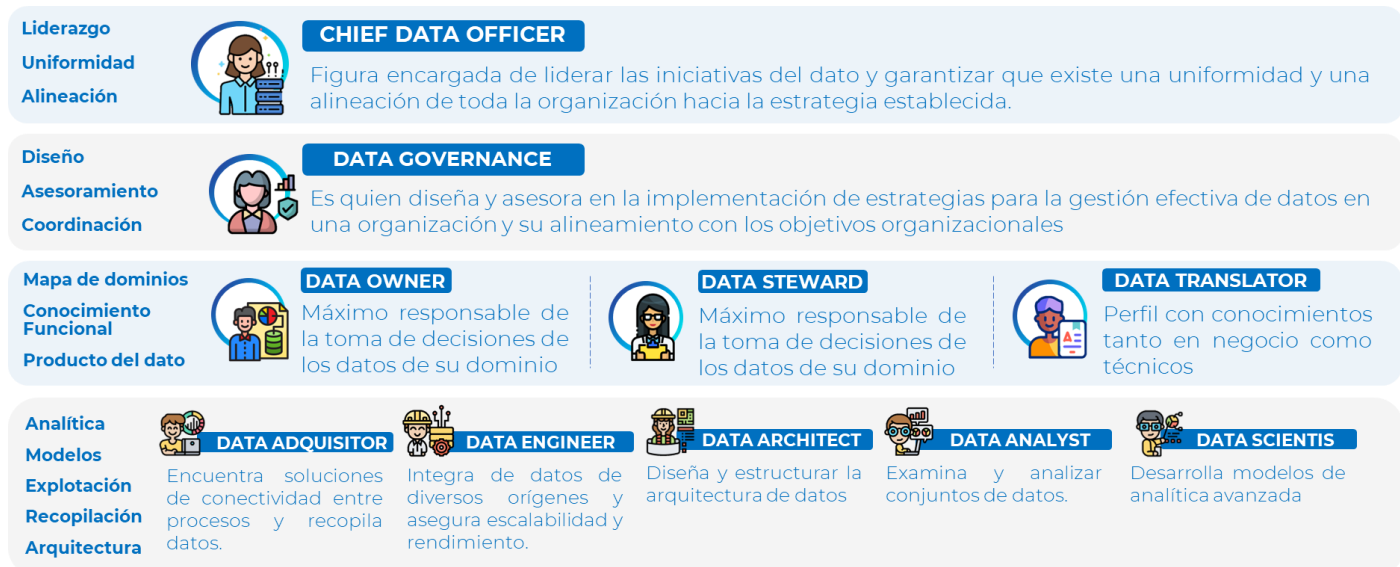 Liderazgo
Uniformidad
Alineación
CHIEF DATA OFFICER
Figura encargada de liderar las iniciativas del dato y garantizar que existe una uniformidad y una
alineación de toda la organización hacia la estrategia establecida.
Diseño
Asesoramiento
Coordinación
DATA GOVERNANCE
Es quien diseña y asesora en la implementación de estrategias para la gestión efectiva de datos en
una organización y su alineamiento con los objetivos organizacionales
Mapa de dominios
Conocimiento
Funcional
Producto del dato
DATA OWNER
Máximo responsable de
la toma de decisiones de
los datos de su dominio
DATA STEWARD
Máximo responsable de
la toma de decisiones de
los datos de su dominio
DATA TRANSLATOR
Perfil con conocimientos
tanto en negocio como
técnicos
Analítica
Modelos
Explotación
Recopilación
Arquitectura
DATA ADQUISITOR
Encuentra soluciones
de conectividad entre
procesos y recopila
datos.
DATA ENGINEER
Integra de datos de
diversos orígenes y
asegura escalabilidad y
rendimiento.
DATA ARCHITECT
Diseña y estructurar la
arquitectura de datos
DATA ANALYST
Examina y analizar
conjuntos de datos.
DATA SCIENTIS
Desarrolla modelos de
analítica avanzada